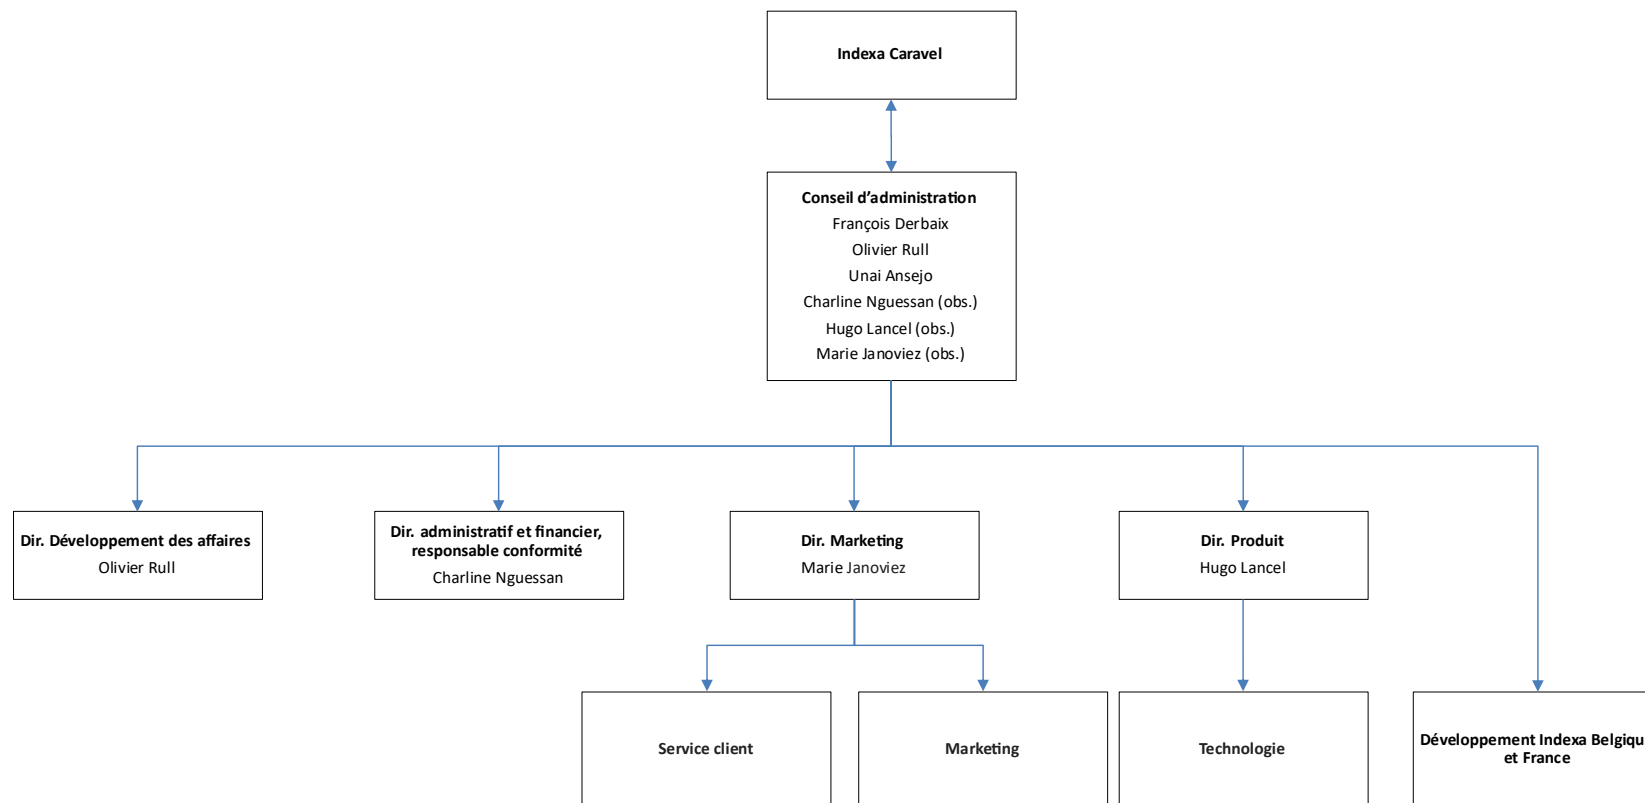 Indexa Caravel
Conseil d’administration
François Derbaix
Olivier Rull
Unai Ansejo
Charline Nguessan (obs.)
Hugo Lancel (obs.)
Marie Janoviez (obs.)
Dir. Développement des affaires
Olivier Rull
Dir. administratif et financier,
responsable conformité
Charline Nguessan
Dir. Marketing
Marie Janoviez
Dir. Produit
Hugo Lancel
Service client
Marketing
Technologie
Développement Indexa Belgiqu
et France